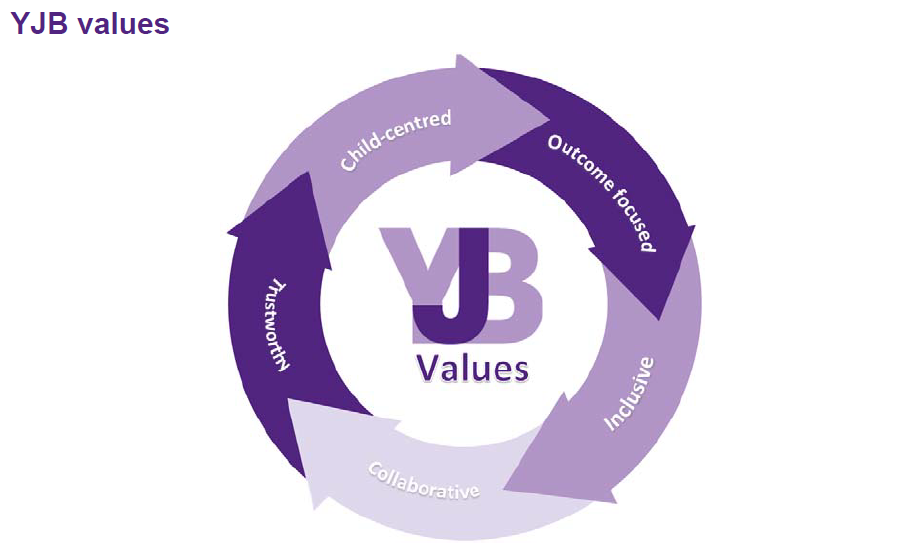 YJB values
Child-centred
Outcome focused
Inclusive
Collaborative
Trustworthy
YJB
Values